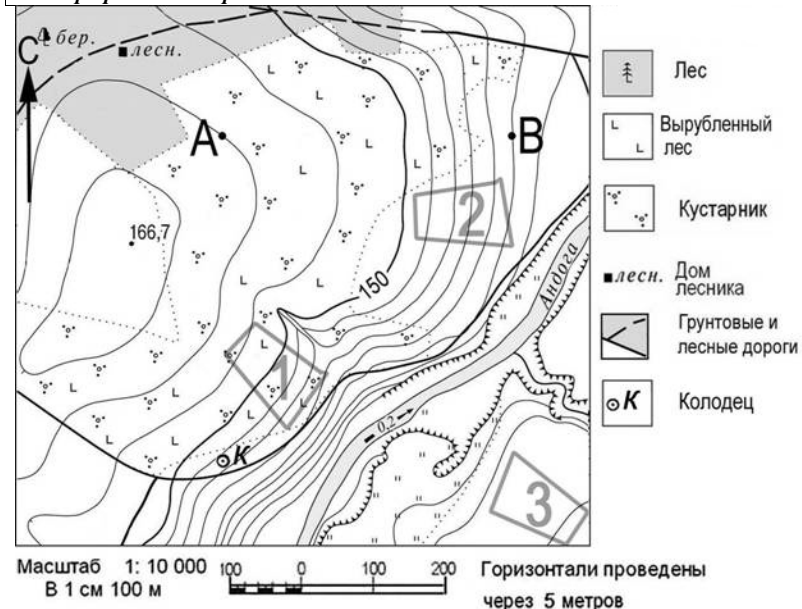 бер.
С
лесн.
А
В
166,7
2
150
Андога
1
0,2
К
3
Лес
Вырубленный
лес
Кустарник
лесн. Дом
лесника
Грунтовые и
лесные дороги
К Колодец
Масштаб 1: 10 000
В 1 см 100 м
100 0 100 200
Горизонтали проведены
через 5 метров